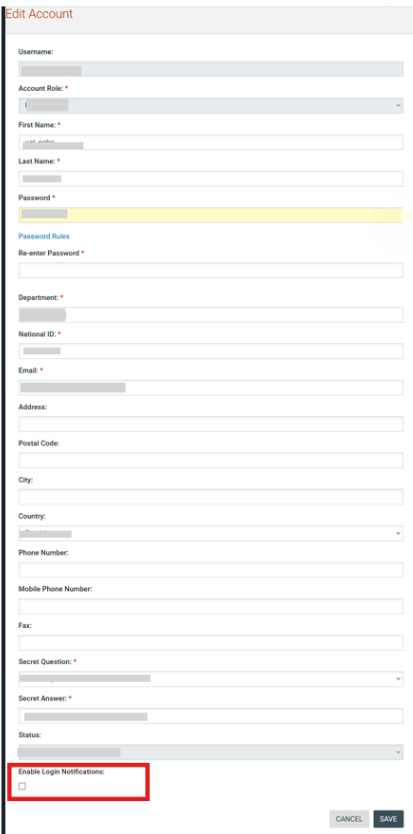 Edit Account
Username:
Account Role: *
First Name: *
Last Name: *
Password *
Password Rules
Re-enter Password *
Department: *
National ID: *
Email: *
Address:
Postal Code:
City:
Country:
Phone Number:
Mobile Phone Number:
Fax:
Secret Question: *
Secret Answer: *
Status:
Enable Login Notifications:
CANCEL SAVE